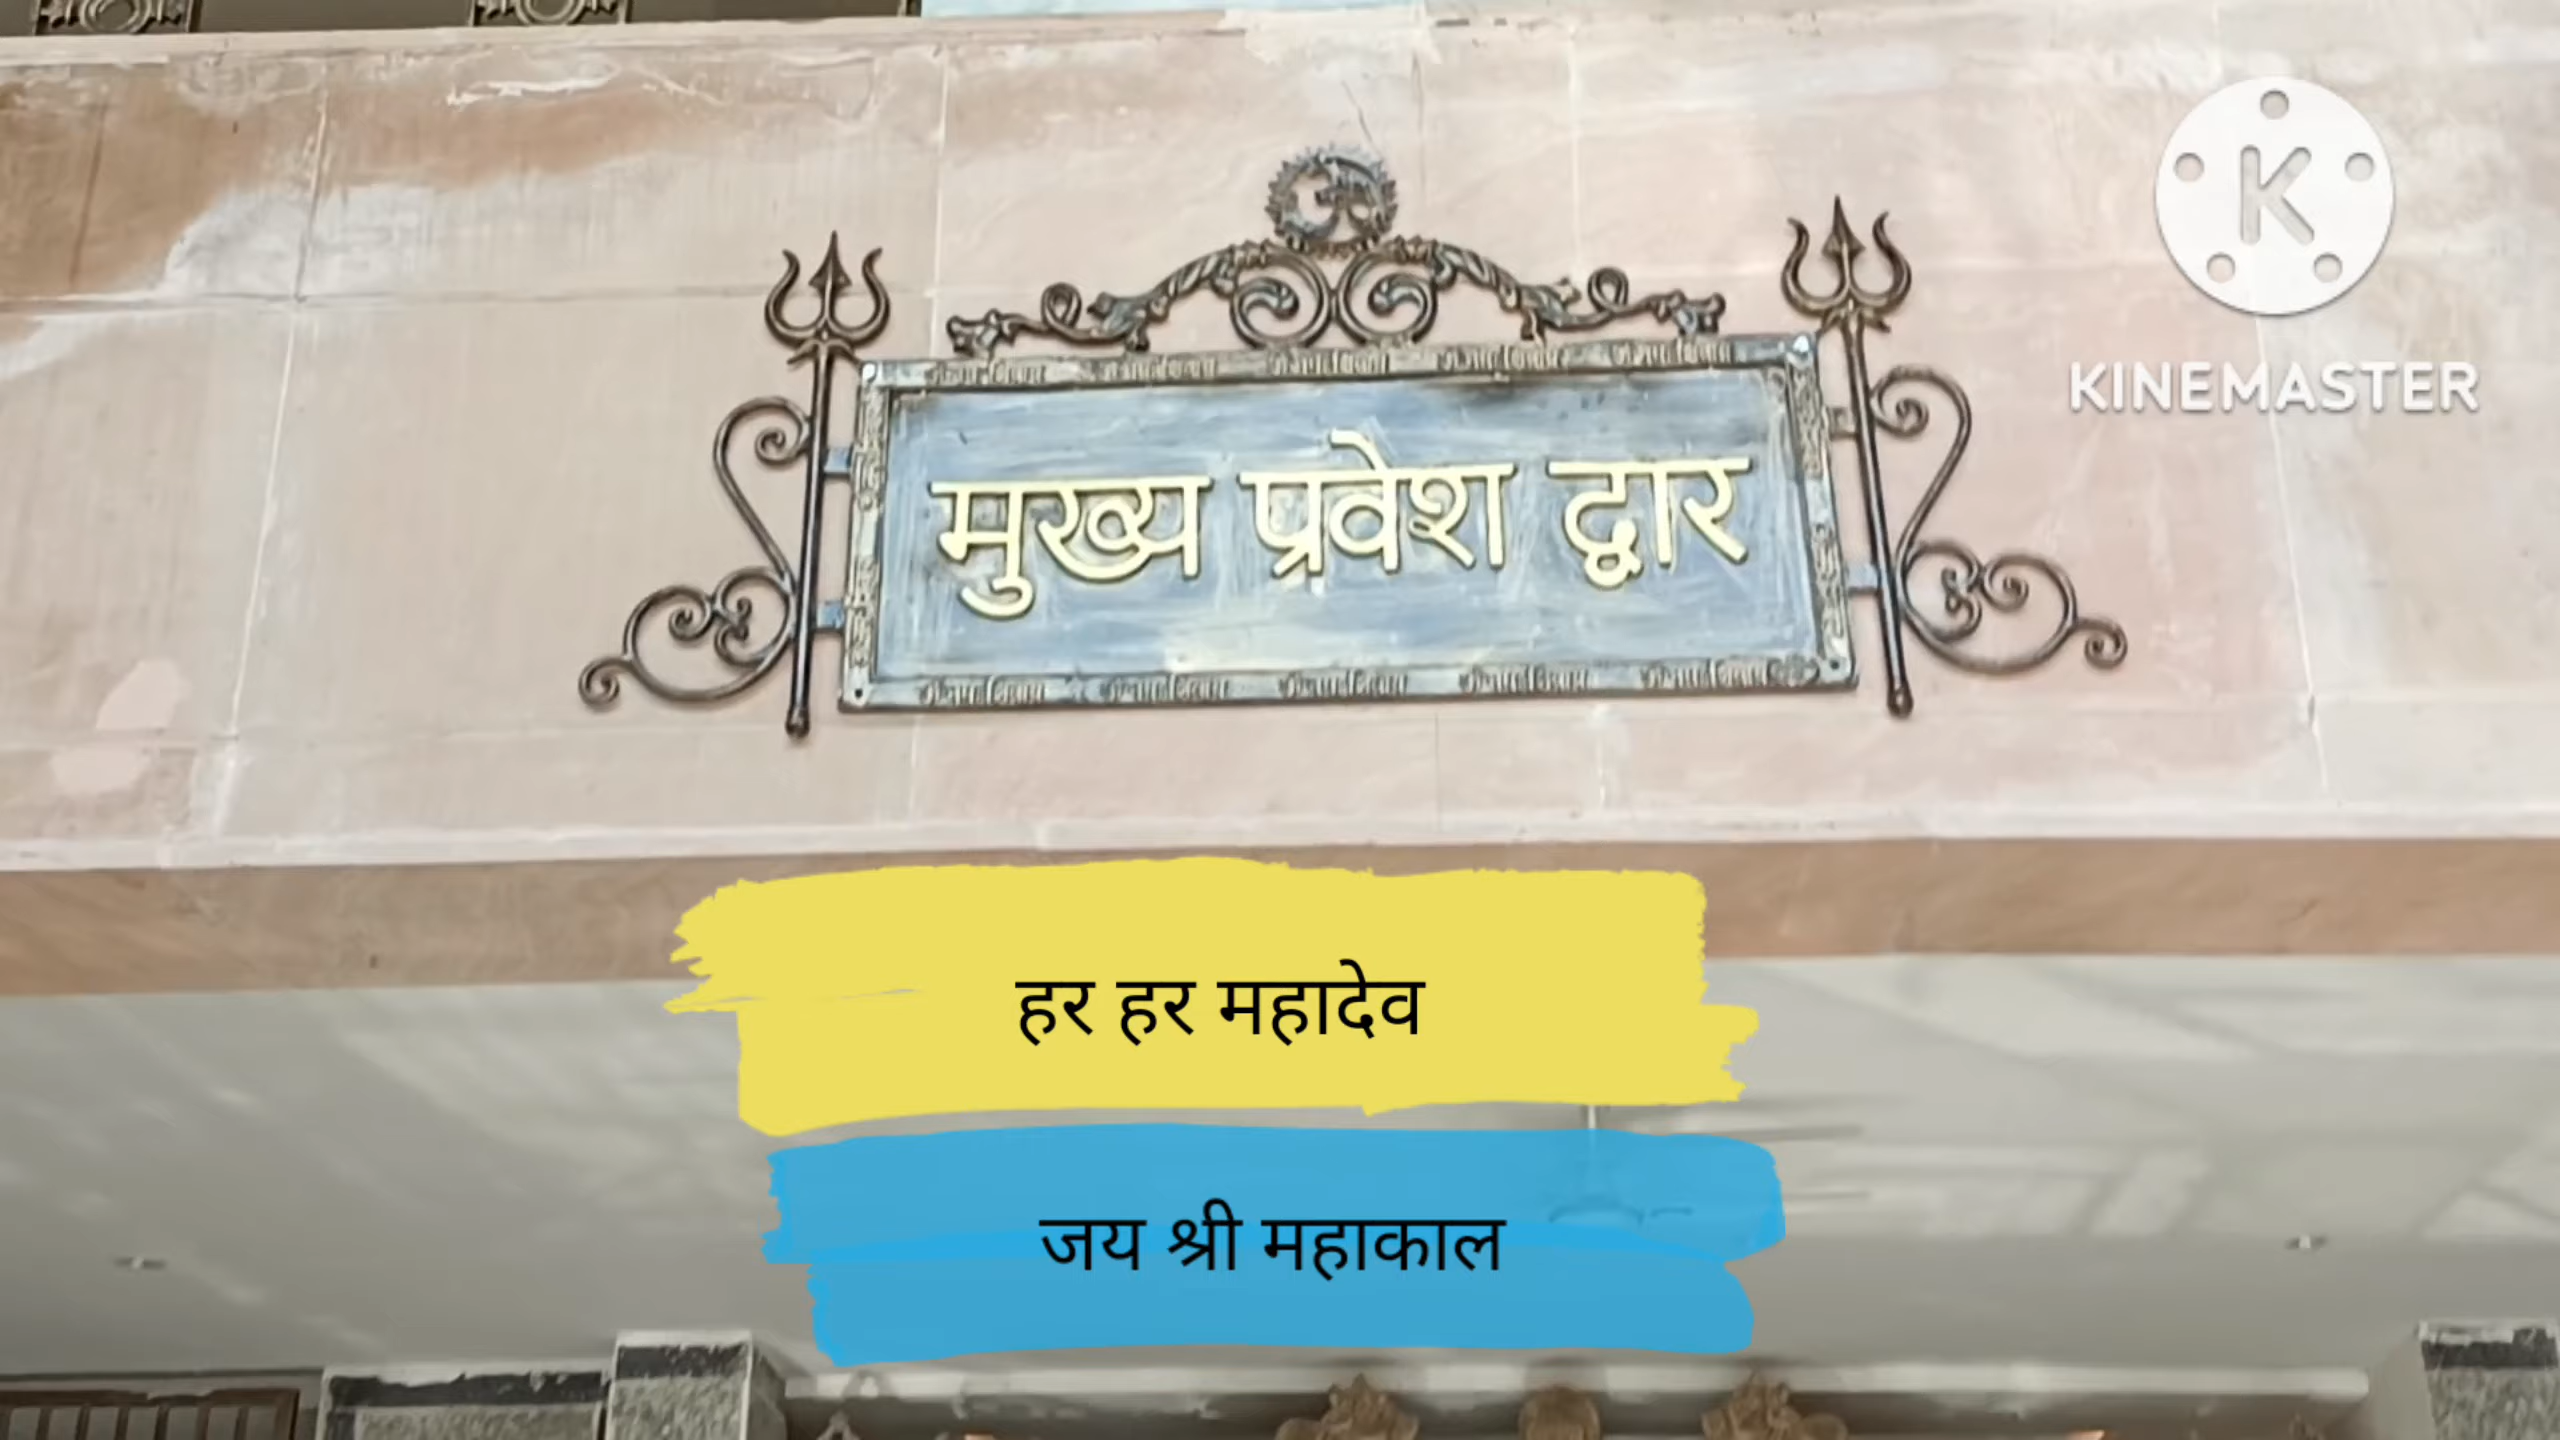 K
KINEMASTER
मुख्य प्रवेश द्वार
हर हर महादेव
जय श्री महाकाल